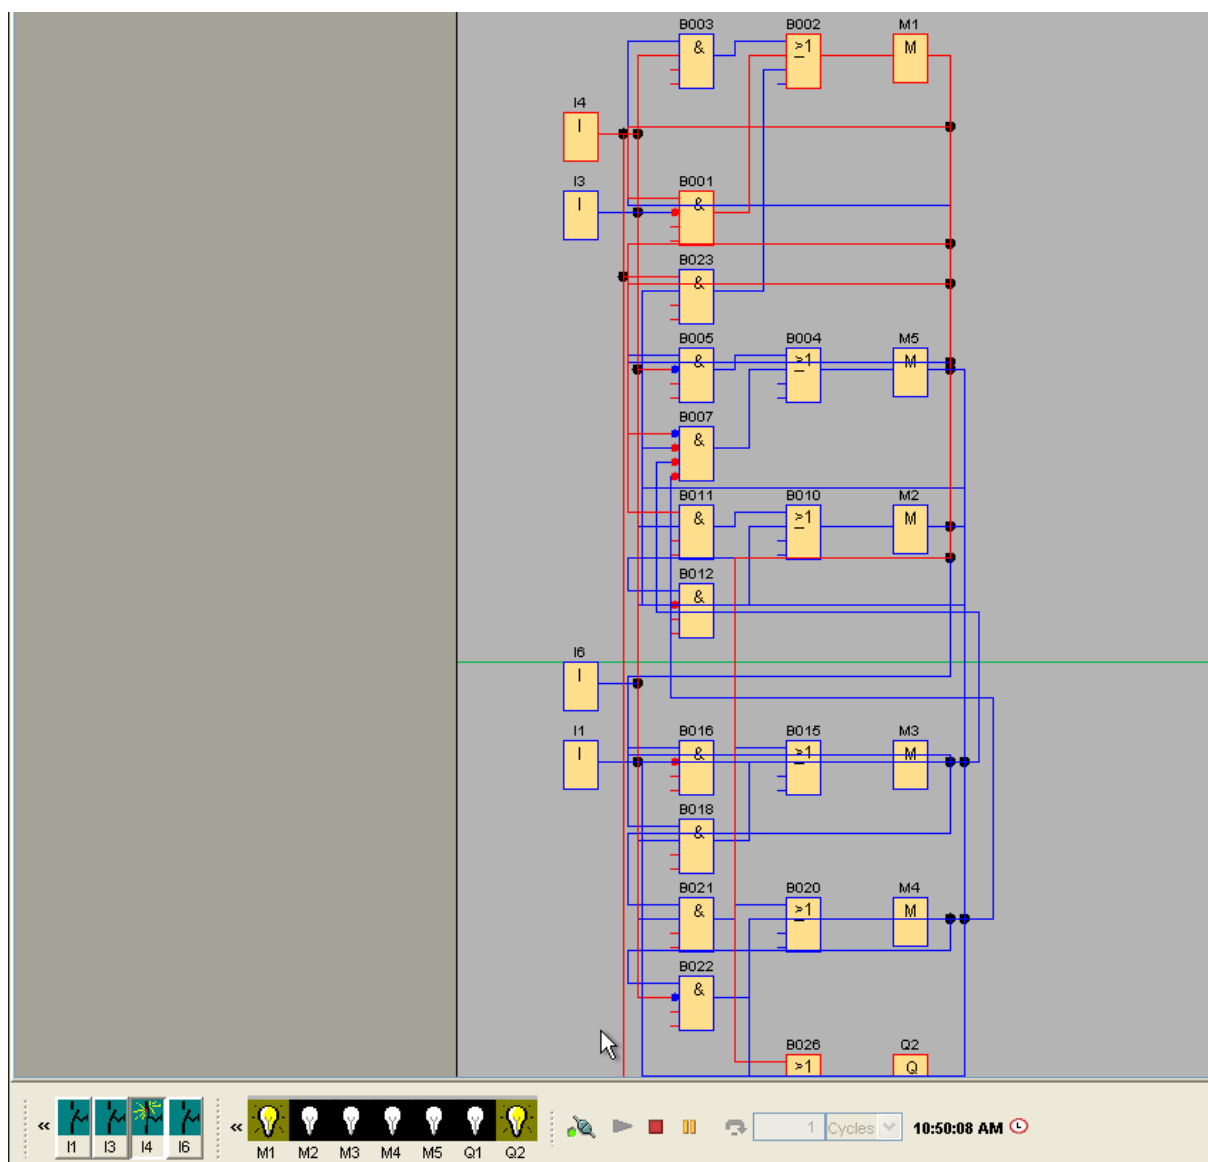 B003 B002 M1
& >1 M
I4
I
I3 B001
I &
B023
&
B005 B004 M5
& >1 M
B007
&
B011 B010 M2
& >1 M
B012
&
I6
I
I1 B016 B015 M3
I & >1 M
B018
&
B021 B020 M4
& >1 M
B022
&
B026 Q2
>1 Q
« « 1 Cycles 10:50:08 AM
I1 I3 I4 I6 M1 M2 M3 M4 M5 Q1 Q2